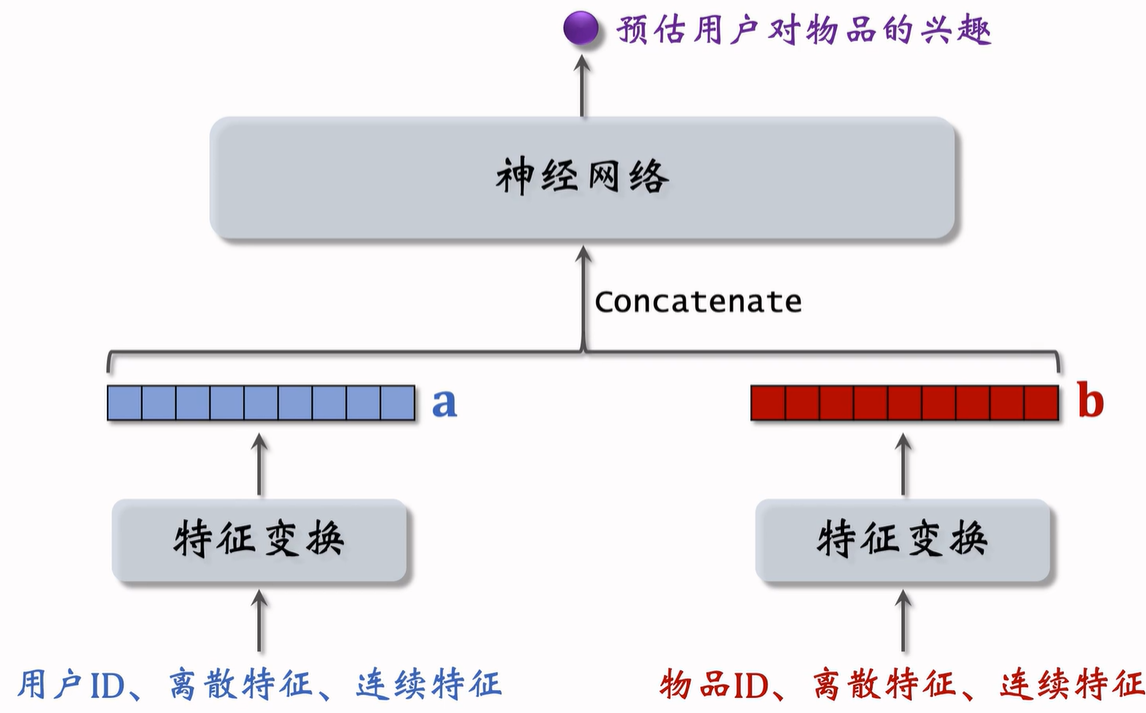 预估用户对物品的兴趣
神经网络
Concatenate
a
b
特征变换
特征变换
用户ID、离散特征、连续特征
物品ID、离散特征、连续特征